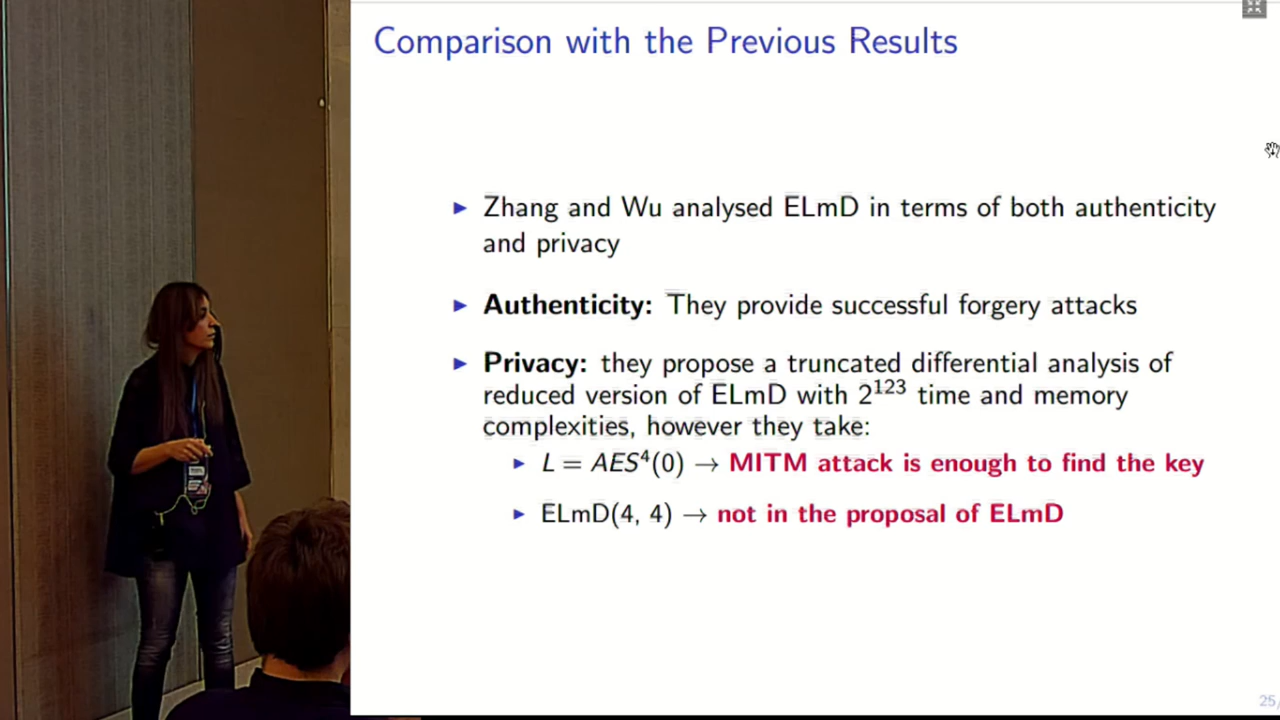 Comparison with the Previous Results
▶ Zhang and Wu analysed ELmD in terms of both authenticity
and privacy
▶ Authenticity: They provide successful forgery attacks
▶ Privacy: they propose a truncated differential analysis of
reduced version of ELmD with 2¹²³ time and memory
complexities, however they take:
▶ L = AES⁴(0) → MITM attack is enough to find the key
▶ ELmD(4, 4) → not in the proposal of ELmD
25/